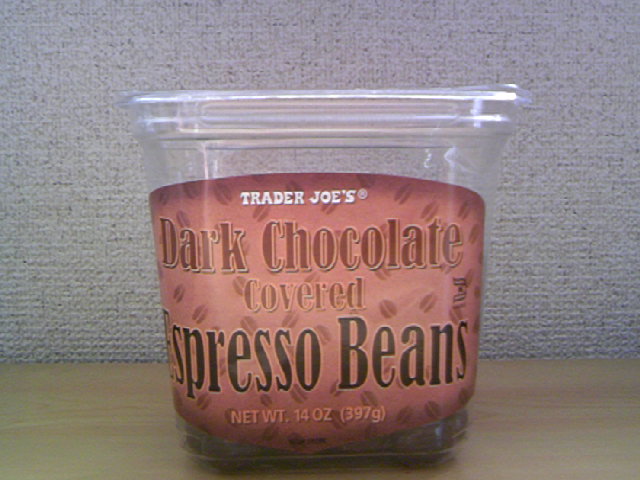 TRADER JOE'S®
Dark Chocolate
Covered
Espresso Beans
NET WT. 14 OZ (397g)